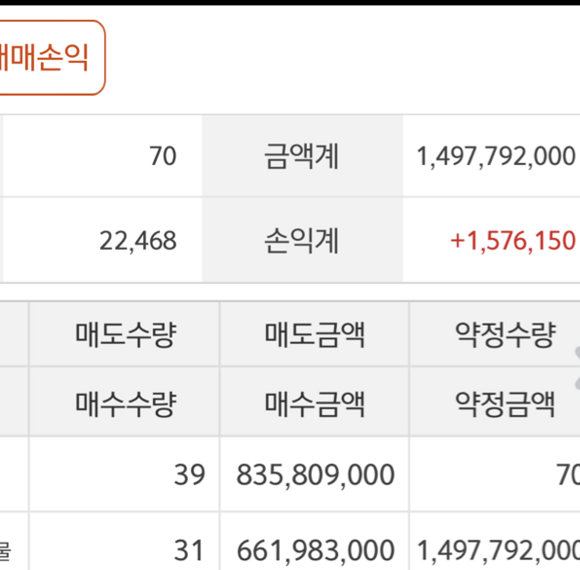 매매손익
70 금액계 1,497,792,000
22,468 손익계 +1,576,150
매도수량 매도금액 약정수량
매수수량 매수금액 약정금액
39 835,809,000 70
물 31 661,983,000 1,497,792,000